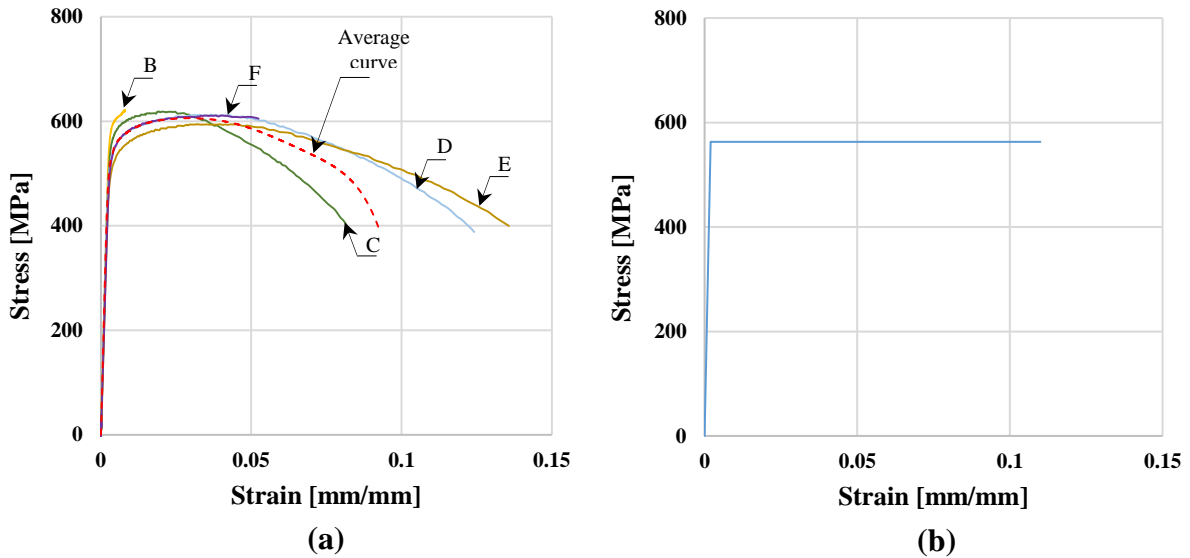 800
600
400
200
0
0
0.05
0.1
0.15
Stress [MPa]
Strain [mm/mm]
B
F
Average
curve
D
E
C
(a)
800
600
400
200
0
0
0.05
0.1
0.15
Stress [MPa]
Strain [mm/mm]
(b)